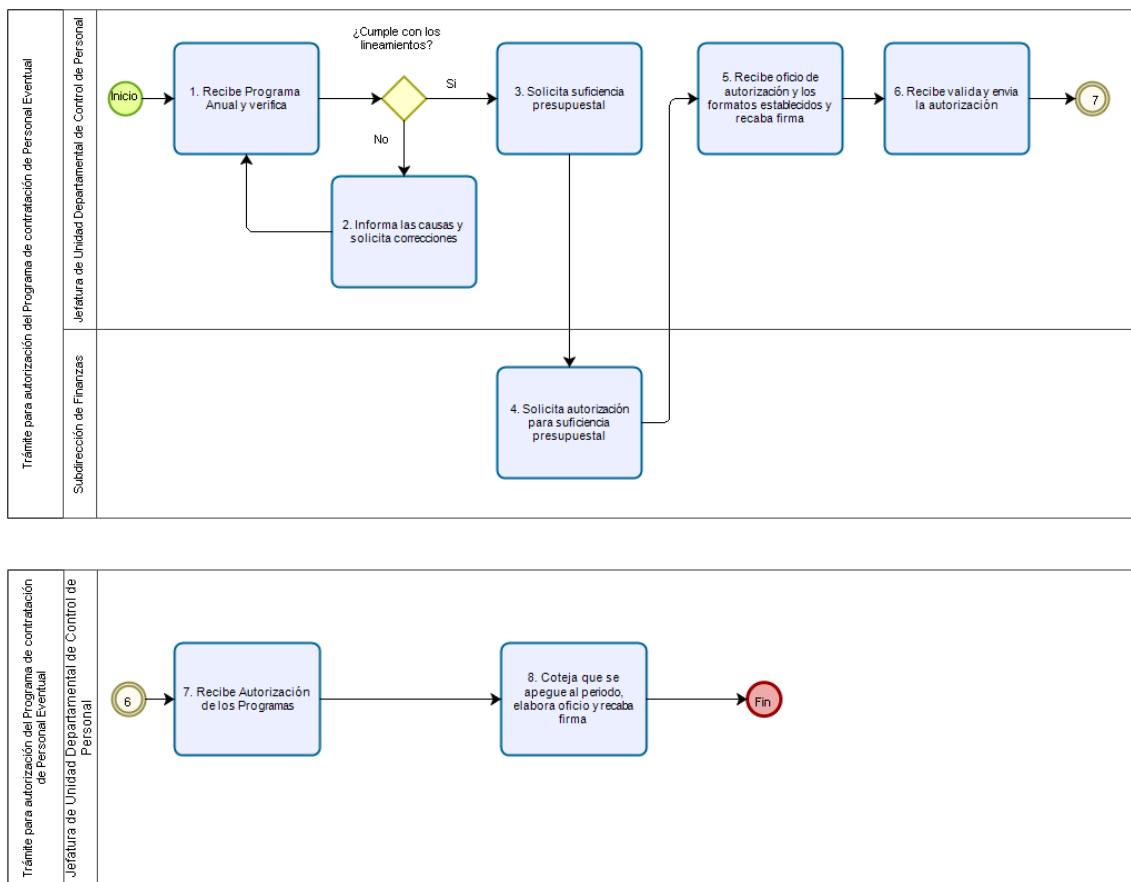 Trámite para autorización del Programa de contratación de Personal Eventual
Jefatura de Unidad Departamental de Control de Personal
Inicio
1. Recibe Programa
Anual y verifica
¿Cumple con los
lineamientos?
Si
No
2. Informa las causas y
solicita correcciones
3. Solicita suficiencia
presupuestal
5. Recibe oficio de
autorización y los
formatos establecidos y
recaba firma
6. Recibe valida y envia
la autorización
7
Subdirección de Finanzas
4. Solicita autorización
para suficiencia
presupuestal
Trámite para autorización del Programa de contratación
de Personal Eventual
Jefatura de Unidad Departamental de Control de
Personal
6
7. Recibe Autorización
de los Programas
8. Coteja que se
apegue al periodo,
elabora oficio y recaba
firma
Fin